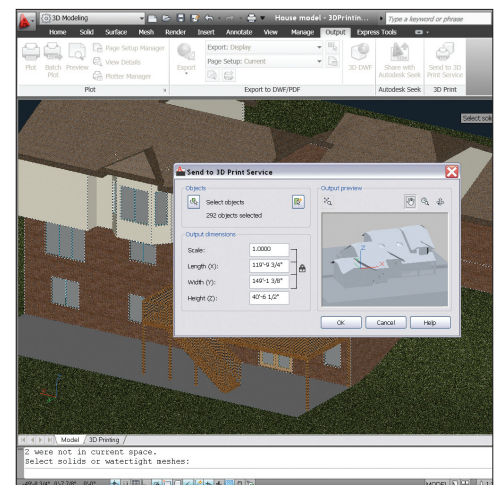 3D Modeling
House model - 3DPrintin...
Type a keyword or phrase
Home Solid Surface Mesh Render Insert Annotate View Manage Output Express Tools
Plot
Batch Plot
Preview
Page Setup Manager
View Details
Plotter Manager
Export
Export: Display
Page Setup: Current
3D DWF
Share with Autodesk Seek
Send to 3D Print Service
Plot
Export to DWF/PDF
Autodesk Seek
3D Print
Select soli
Send to 3D Print Service
Objects
Select objects
292 objects selected
Output dimensions
Scale: 1.0000
Length (X): 119'-9 3/4"
Width (Y): 149'-1 3/8"
Height (Z): 40'-6 1/2"
Output preview
Z
X
OK Cancel Help
Model / 3D Printing
2 were not in current space.
Select solids or watertight meshes:
MODEL